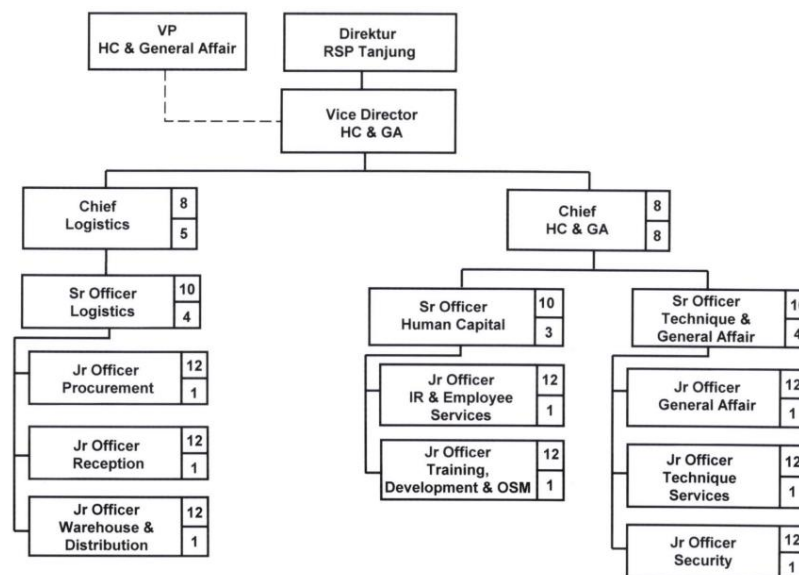 VP
HC & General Affair
Direktur
RSP Tanjung
Vice Director
HC & GA
Chief
Logistics
8
5
Chief
HC & GA
8
8
Sr Officer
Logistics
10
4
Sr Officer
Human Capital
10
3
Sr Officer
Technique &
General Affair
4
Jr Officer
Procurement
12
1
Jr Officer
Reception
12
1
Jr Officer
Warehouse &
Distribution
12
1
Jr Officer
IR & Employee
Services
12
1
Jr Officer
Training,
Development & OSM
12
1
Jr Officer
General Affair
12
1
Jr Officer
Technique
Services
12
1
Jr Officer
Security
12
1